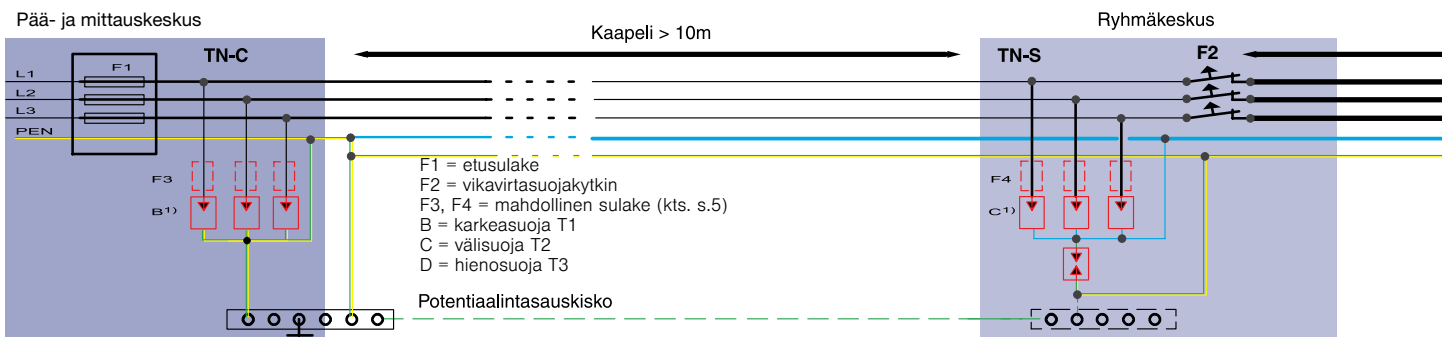 Pää- ja mittauskeskus
Kaapeli > 10m
Ryhmäkeskus
TN-C
F1
L1
L2
L3
PEN
TN-S
F2
F3
B1)
F1 = etusulake
F2 = vikavirtasuojakytkin
F3, F4 = mahdollinen sulake (kts. s.5)
B = karkeasuoja T1
C = välisuoja T2
D = hienosuoja T3
F4
C1)
Potentiaalintasauskisko